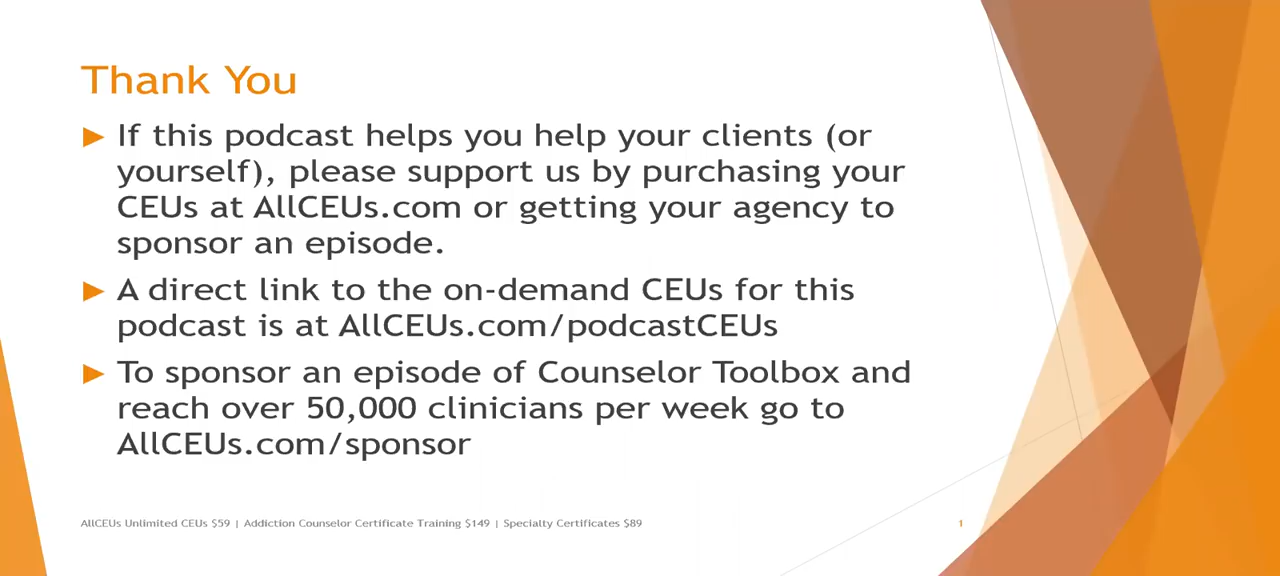 Thank You
If this podcast helps you help your clients (or
yourself), please support us by purchasing your
CEUs at AllCEUs.com or getting your agency to
sponsor an episode.
A direct link to the on-demand CEUs for this
podcast is at AllCEUs.com/podcastCEUs
To sponsor an episode of Counselor Toolbox and
reach over 50,000 clinicians per week go to
AllCEUs.com/sponsor
AllCEUs Unlimited CEUs $59 | Addiction Counselor Certificate Training $149 | Specialty Certificates $89
1